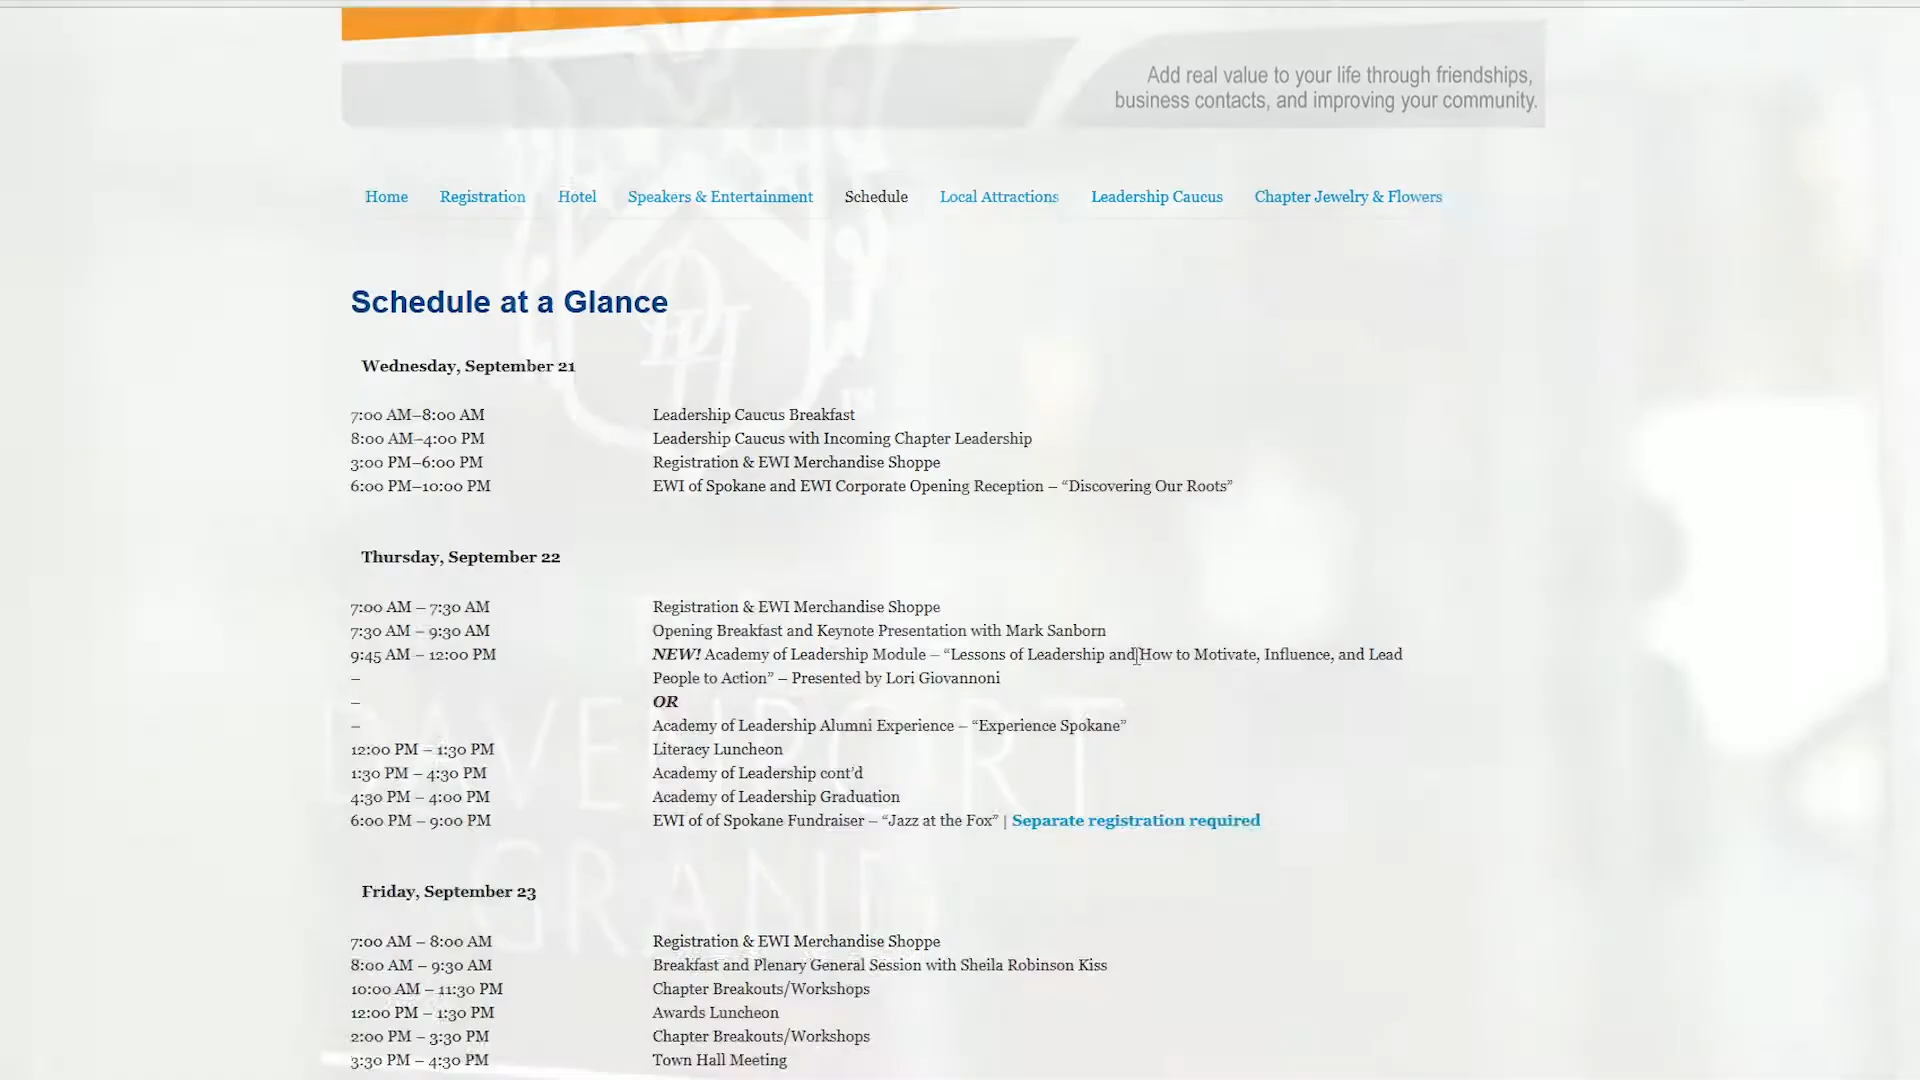 Add real value to your life through friendships,
business contacts, and improving your community.
Home Registration Hotel Speakers & Entertainment Schedule Local Attractions Leadership Caucus Chapter Jewelry & Flowers
Schedule at a Glance
Wednesday, September 21
7:00 AM–8:00 AM Leadership Caucus Breakfast
8:00 AM–4:00 PM Leadership Caucus with Incoming Chapter Leadership
3:00 PM–6:00 PM Registration & EWI Merchandise Shoppe
6:00 PM–10:00 PM EWI of Spokane and EWI Corporate Opening Reception – “Discovering Our Roots”
Thursday, September 22
7:00 AM – 7:30 AM Registration & EWI Merchandise Shoppe
7:30 AM – 9:30 AM Opening Breakfast and Keynote Presentation with Mark Sanborn
9:45 AM – 12:00 PM NEW! Academy of Leadership Module – “Lessons of Leadership and How to Motivate, Influence, and Lead
– People to Action” – Presented by Lori Giovannoni
– OR
– Academy of Leadership Alumni Experience – “Experience Spokane”
12:00 PM – 1:30 PM Literacy Luncheon
1:30 PM – 4:30 PM Academy of Leadership cont’d
4:30 PM – 4:00 PM Academy of Leadership Graduation
6:00 PM – 9:00 PM EWI of of Spokane Fundraiser – “Jazz at the Fox” | Separate registration required
DAVENPORT
GRAND
Friday, September 23
7:00 AM – 8:00 AM Registration & EWI Merchandise Shoppe
8:00 AM – 9:30 AM Breakfast and Plenary General Session with Sheila Robinson Kiss
10:00 AM – 11:30 PM Chapter Breakouts/Workshops
12:00 PM – 1:30 PM Awards Luncheon
2:00 PM – 3:30 PM Chapter Breakouts/Workshops
3:30 PM – 4:30 PM Town Hall Meeting